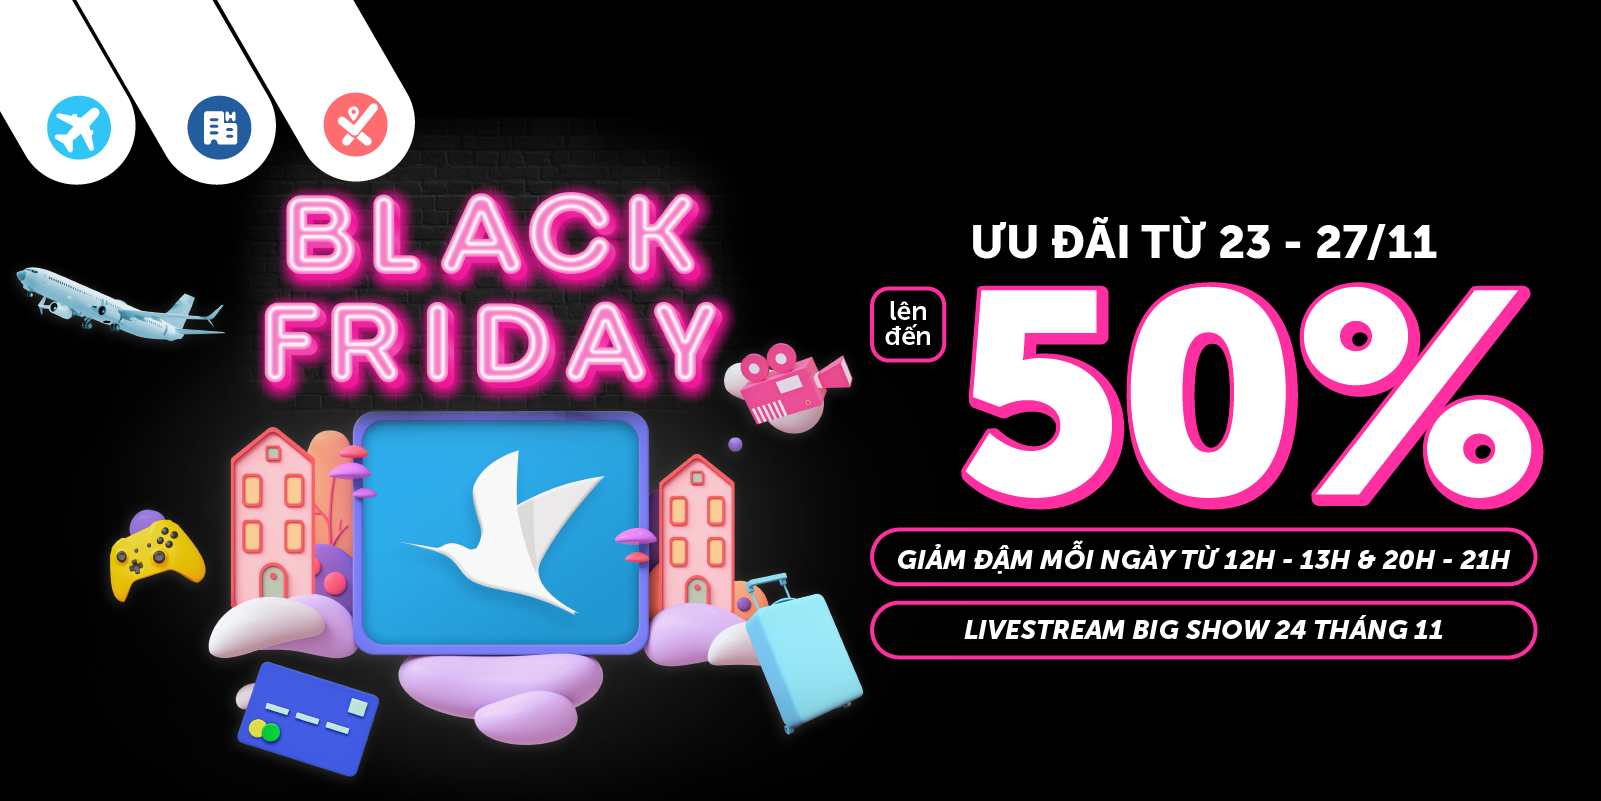 BLACK
FRIDAY
ƯU ĐÃI TỪ 23 - 27/11
lên
đến
50%
GIẢM ĐẬM MỖI NGÀY TỪ 12H - 13H & 20H - 21H
LIVESTREAM BIG SHOW 24 THÁNG 11